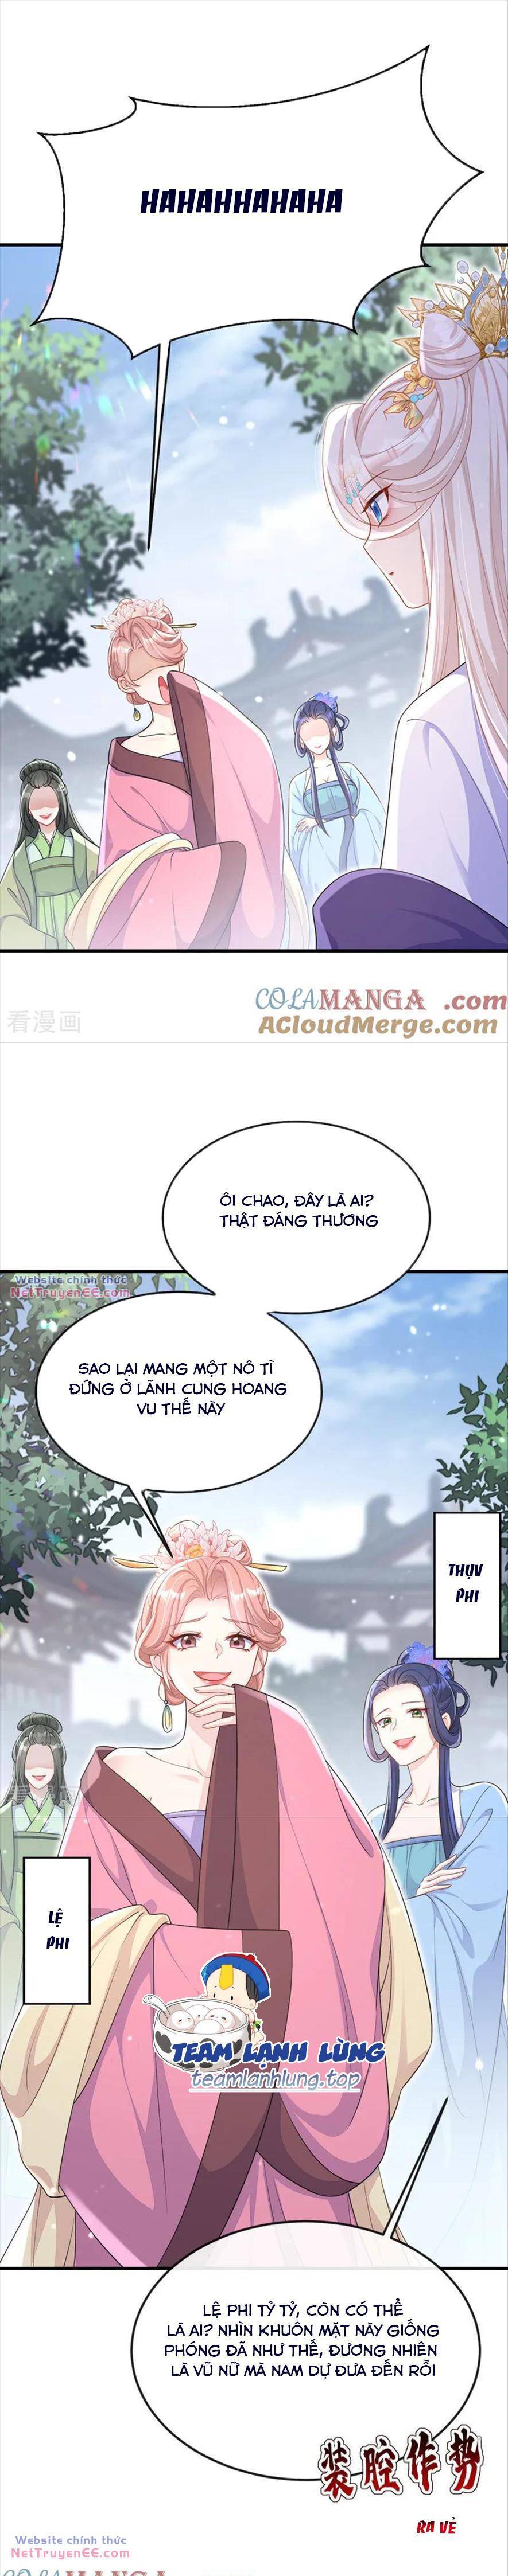 HAHAHHAHAHA
COLAMANGA .com
看漫画
ACloudMerge.com
ÔI CHAO, ĐÂY LÀ AI?
THẬT ĐÁNG THƯƠNG
Website chính thức
NetTruyenEE.com
SAO LẠI MANG MỘT NÔ TÌ
ĐỨNG Ở LÃNH CUNG HOANG
VU THẾ NÀY
THỤV
PHI
LỆ
PHI
TEAM LẠNH LÙNG
teamlanhlung.top
LỆ PHI TỶ TỶ, CÒN CÓ THỂ
LÀ AI? NHÌN KHUÔN MẶT NÀY GIỐNG
PHÓNG ĐÃ NHƯ THẾ, ĐƯƠNG NHIÊN
LÀ VŨ NỮ MÀ NAM DỰ ĐƯA ĐẾN RỒI
装腔作势
RA VẺ
Website chính thức
NetTruyenEE.com
COLAMANGA